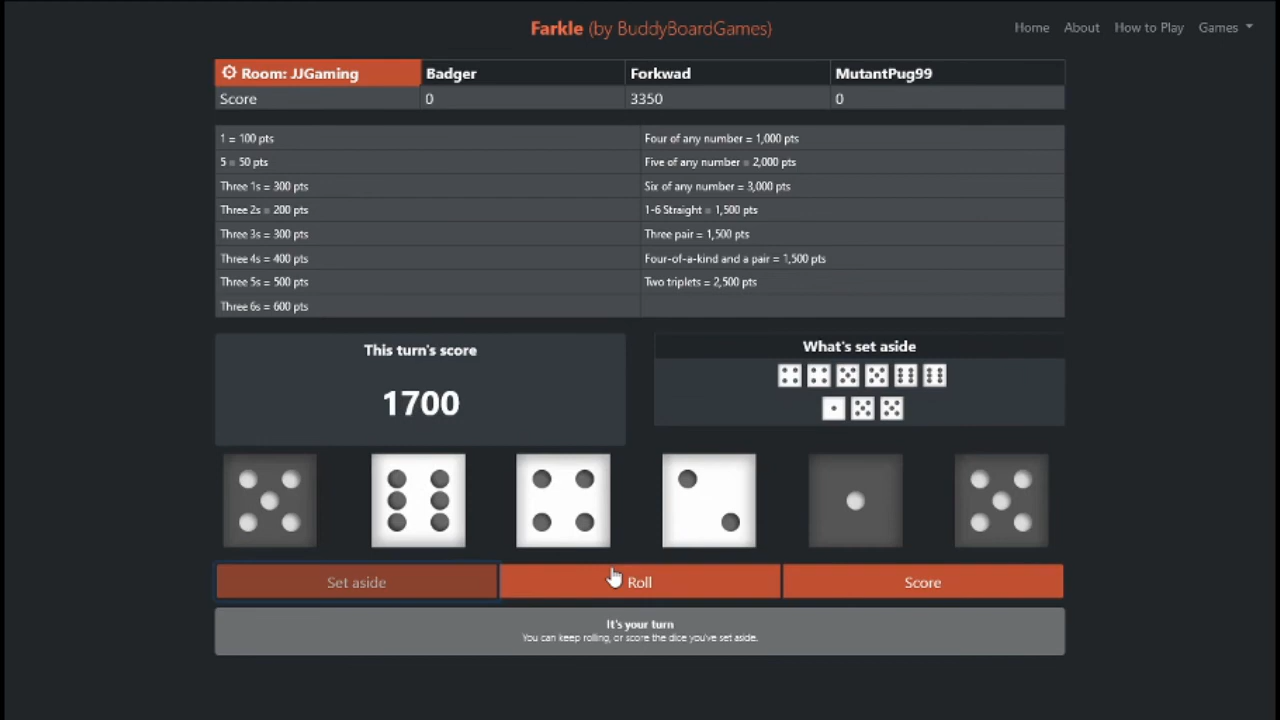 Farkle (by BuddyBoardGames)
Home About How to Play Games
Room: JJGaming Badger Forkwad MutantPug99
Score 0 3350 0
1 = 100 pts Four of any number = 1,000 pts
5 = 50 pts Five of any number = 2,000 pts
Three 1s = 300 pts Six of any number = 3,000 pts
Three 2s = 200 pts 1-6 Straight = 1,500 pts
Three 3s = 300 pts Three pair = 1,500 pts
Three 4s = 400 pts Four-of-a-kind and a pair = 1,500 pts
Three 5s = 500 pts Two triplets = 2,500 pts
Three 6s = 600 pts
This turn's score
1700
What's set aside
Set aside Roll Score
It's your turn
You can keep rolling, or score the dice you've set aside.